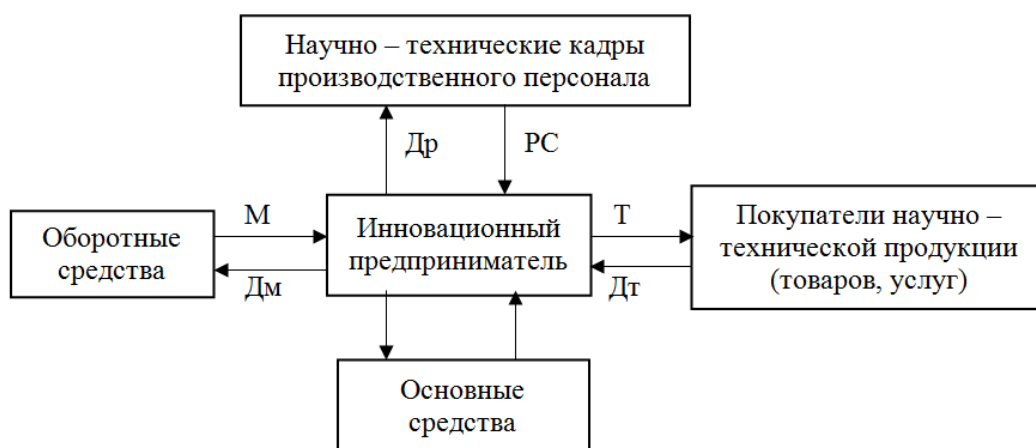 Научно – технические кадры
производственного персонала
Др
РС
М
Т
Оборотные
средства
Инновационный
предприниматель
Покупатели научно –
технической продукции
(товаров, услуг)
Дм
Дт
Основные
средства